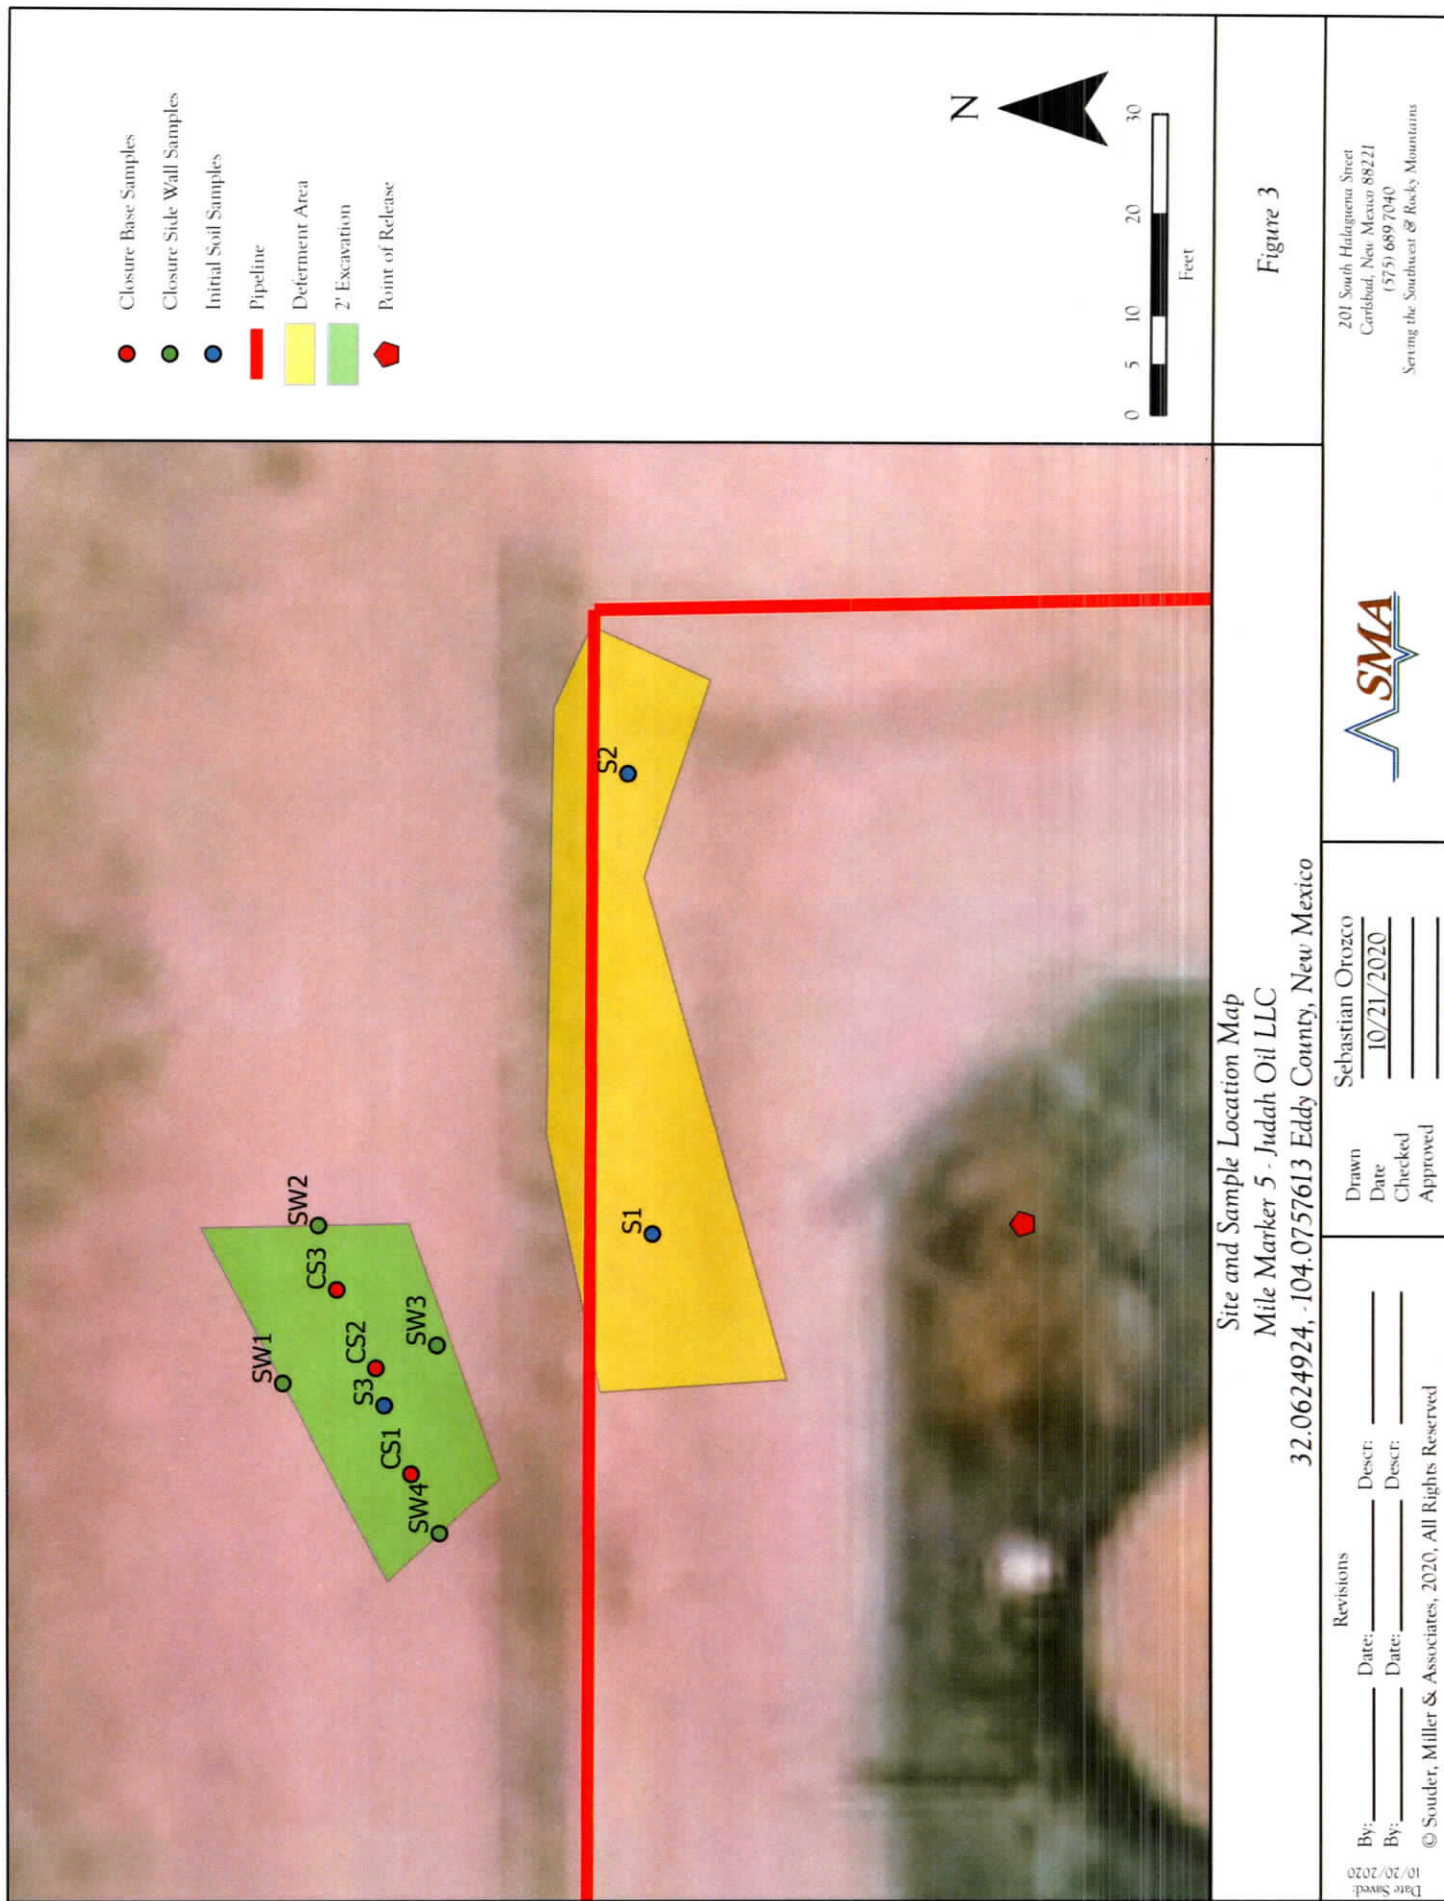 SW1
SW2
CS3
CS2
S3
SW3
CS1
SW4
S1
S2
Closure Base Samples
Closure Side Wall Samples
Initial Soil Samples
Pipeline
Deferment Area
2' Excavation
Point of Release
N
0 5 10 20 30
Feet
Site and Sample Location Map
Mile Marker 5 - Judah Oil LLC
32.0624924, -104.0757613 Eddy County, New Mexico
Figure 3
Date Saved:
10/20/2020
Revisions
By: Date: Descr:
By: Date: Descr:
© Souder, Miller & Associates, 2020, All Rights Reserved
Drawn Sebastian Orozco
Date 10/21/2020
Checked
Approved
SMA
201 South Halaguena Street
Carlsbad, New Mexico 88221
(575) 689-7040
Serving the Southwest & Rocky Mountains